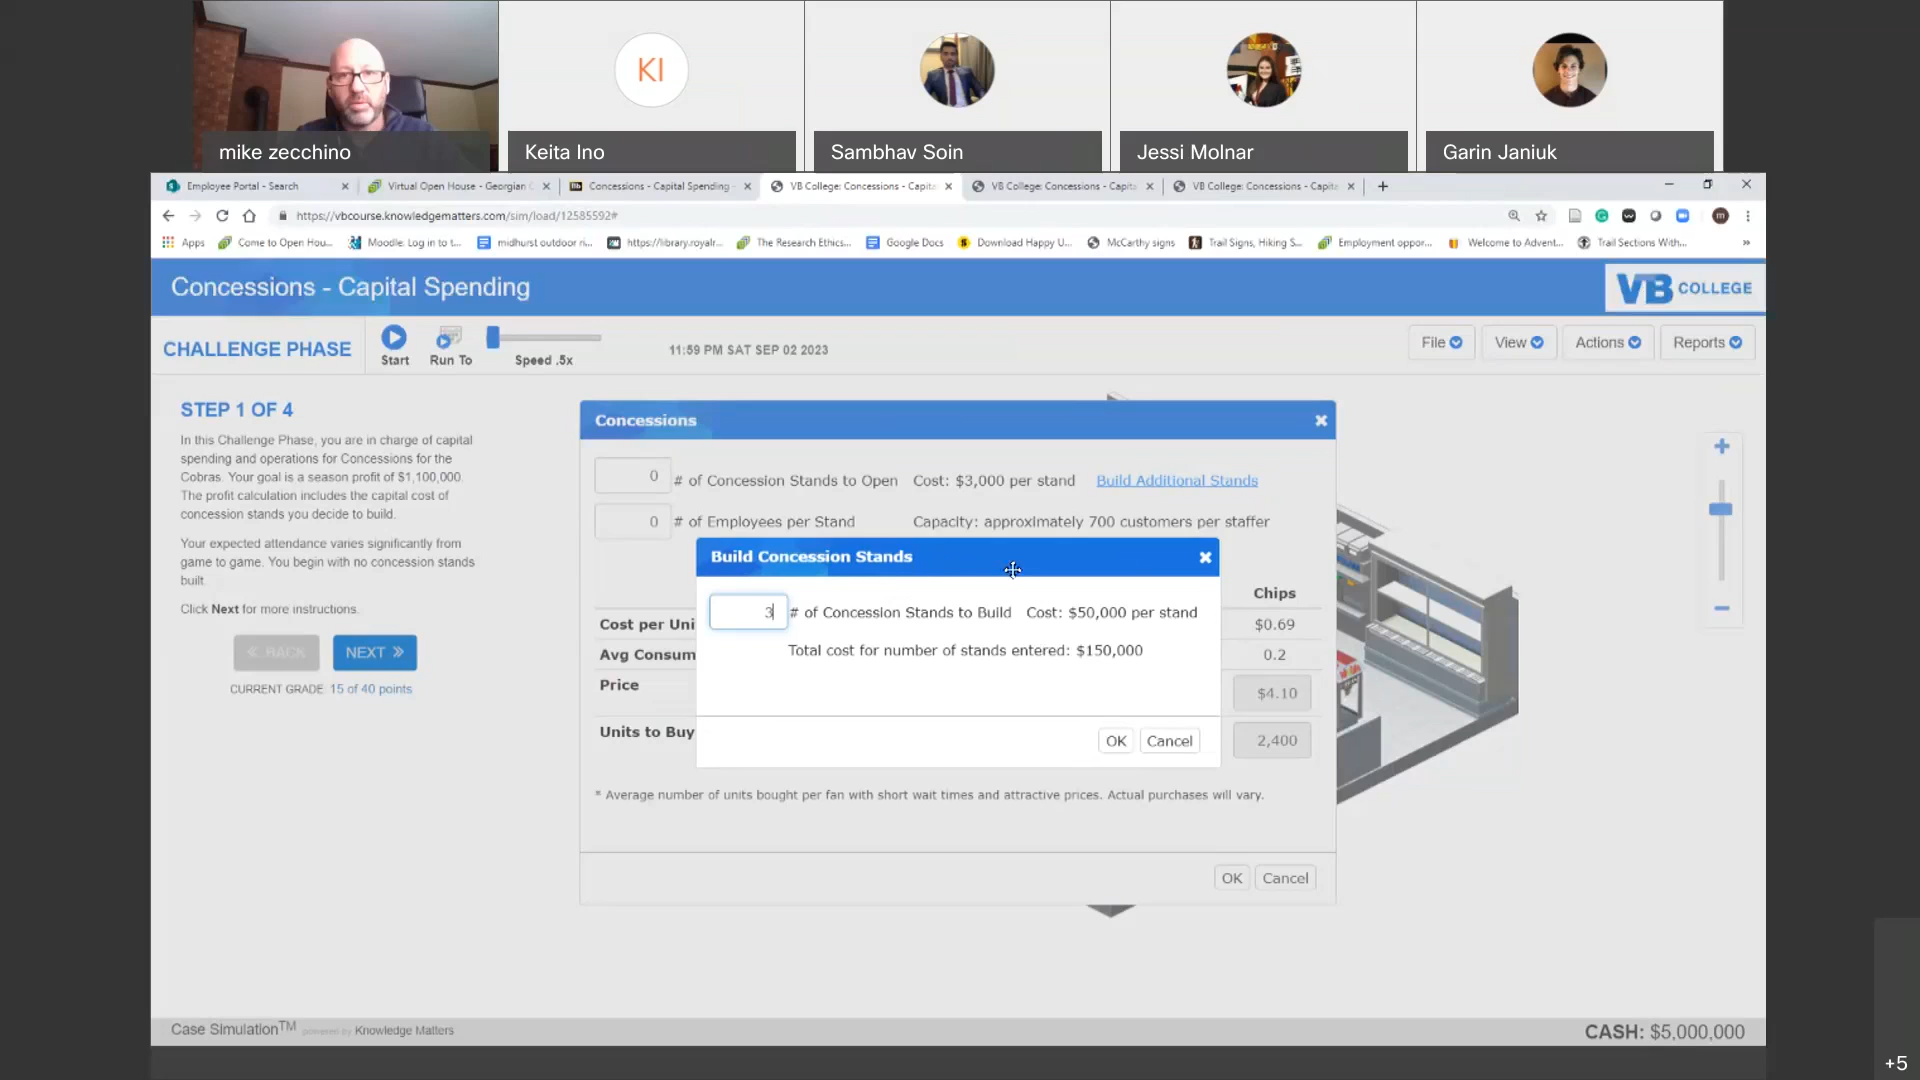 KI
mike zecchino
Keita Ino
Sambhav Soin
Jessi Molnar
Garin Janiuk
Employee Portal - Search
Virtual Open House - Georgian C
Concessions - Capital Spending -
VB College: Concessions - Capita
VB College: Concessions - Capita
VB College: Concessions - Capita
https://vbcourse.knowledgematters.com/sim/load/12585592#
Apps
Come to Open Hou...
Moodle: Log in to t...
midhurst outdoor ri...
https://library.royalr...
The Research Ethics...
Google Docs
Download Happy U...
McCarthy signs
Trail Signs, Hiking S...
Employment oppor...
Welcome to Advent...
Trail Sections With...
»
Concessions - Capital Spending
VB COLLEGE
CHALLENGE PHASE
Start
Run To
Speed .5x
11:59 PM SAT SEP 02 2023
File
View
Actions
Reports
STEP 1 OF 4
In this Challenge Phase, you are in charge of capital
spending and operations for Concessions for the
Cobras. Your goal is a season profit of $1,100,000.
The profit calculation includes the capital cost of
concession stands you decide to build.
Your expected attendance varies significantly from
game to game. You begin with no concession stands
built.
Click Next for more instructions.
« BACK
NEXT »
CURRENT GRADE: 15 of 40 points
Concessions
0 # of Concession Stands to Open Cost: $3,000 per stand Build Additional Stands
0 # of Employees per Stand Capacity: approximately 700 customers per staffer
Build Concession Stands
3 # of Concession Stands to Build Cost: $50,000 per stand
Total cost for number of stands entered: $150,000
OK Cancel
Chips
Cost per Uni $0.69
Avg Consum 0.2
Price $4.10
Units to Buy 2,400
* Average number of units bought per fan with short wait times and attractive prices. Actual purchases will vary.
OK Cancel
Case Simulation™ powered by Knowledge Matters
CASH: $5,000,000
+5